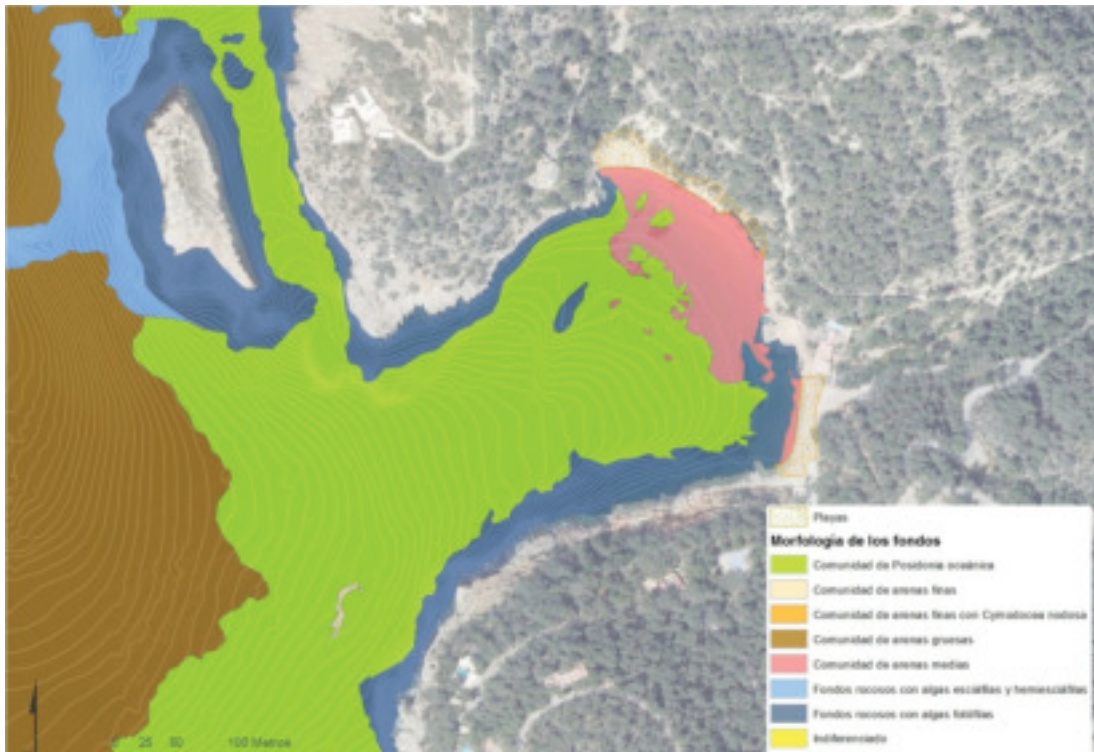 Playas
Morfología de los fondos
Comunidad de Posidonia oceánica
Comunidad de arenas finas
Comunidad de arenas finas con Cymodocea nodosa
Comunidad de arenas gruesas
Comunidad de arenas medias
Fondos rocosos con algas esciáfilas y hemiesciáfilas
Fondos rocosos con algas fotófilas
Indiferenciado
0 25 50 100 Metros